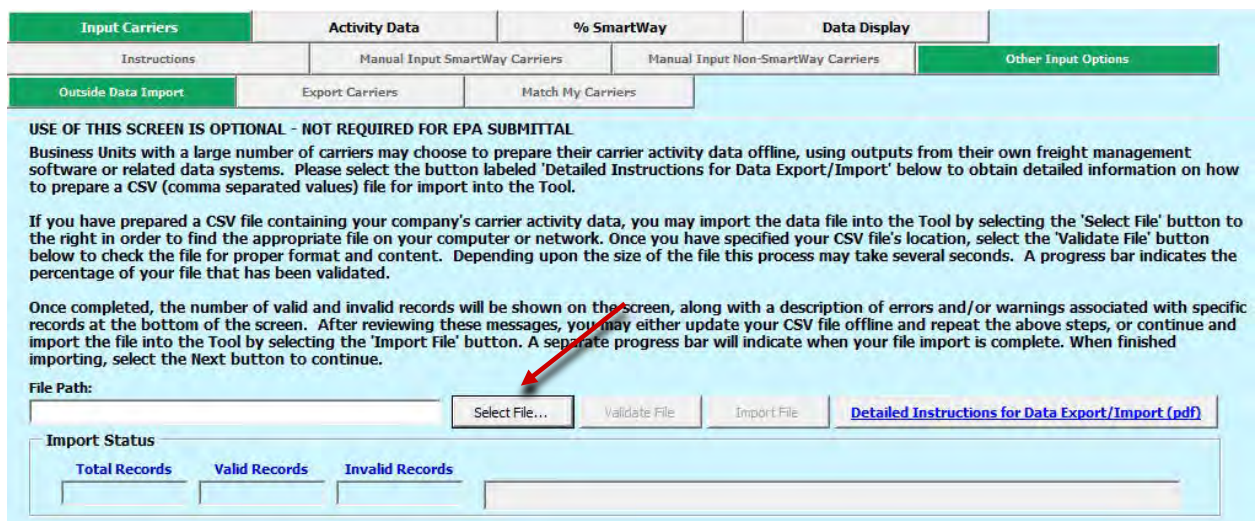 Input Carriers Activity Data % SmartWay Data Display
Instructions Manual Input SmartWay Carriers Manual Input Non-SmartWay Carriers Other Input Options
Outside Data Import Export Carriers Match My Carriers
USE OF THIS SCREEN IS OPTIONAL - NOT REQUIRED FOR EPA SUBMITTAL
Business Units with a large number of carriers may choose to prepare their carrier activity data offline, using outputs from their own freight management
software or related data systems. Please select the button labeled 'Detailed Instructions for Data Export/Import' below to obtain detailed information on how
to prepare a CSV (comma separated values) file for import into the Tool.
If you have prepared a CSV file containing your company's carrier activity data, you may import the data file into the Tool by selecting the 'Select File' button to
the right in order to find the appropriate file on your computer or network. Once you have specified your CSV file's location, select the 'Validate File' button
below to check the file for proper format and content. Depending upon the size of the file this process may take several seconds. A progress bar indicates the
percentage of your file that has been validated.
Once completed, the number of valid and invalid records will be shown on the screen, along with a description of errors and/or warnings associated with specific
records at the bottom of the screen. After reviewing these messages, you may either update your CSV file offline and repeat the above steps, or continue and
import the file into the Tool by selecting the 'Import File' button. A separate progress bar will indicate when your file import is complete. When finished
importing, select the Next button to continue.
File Path:
Select File... Validate File Import File Detailed Instructions for Data Export/Import (pdf)
Import Status
Total Records Valid Records Invalid Records